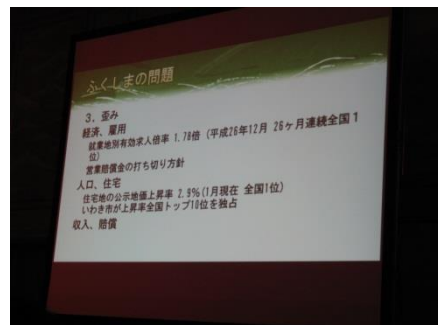 ふくしまの問題
3. 歪み
経済、雇用
就業地別有効求人倍率 1.78倍 (平成26年12月 26ヶ月連続全国1
位)
営業賠償金の打ち切り方針
人口、住宅
住宅地の公示地価上昇率 2.9%(1月現在 全国1位)
いわき市が上昇率全国トップ10位を独占
収入、賠償